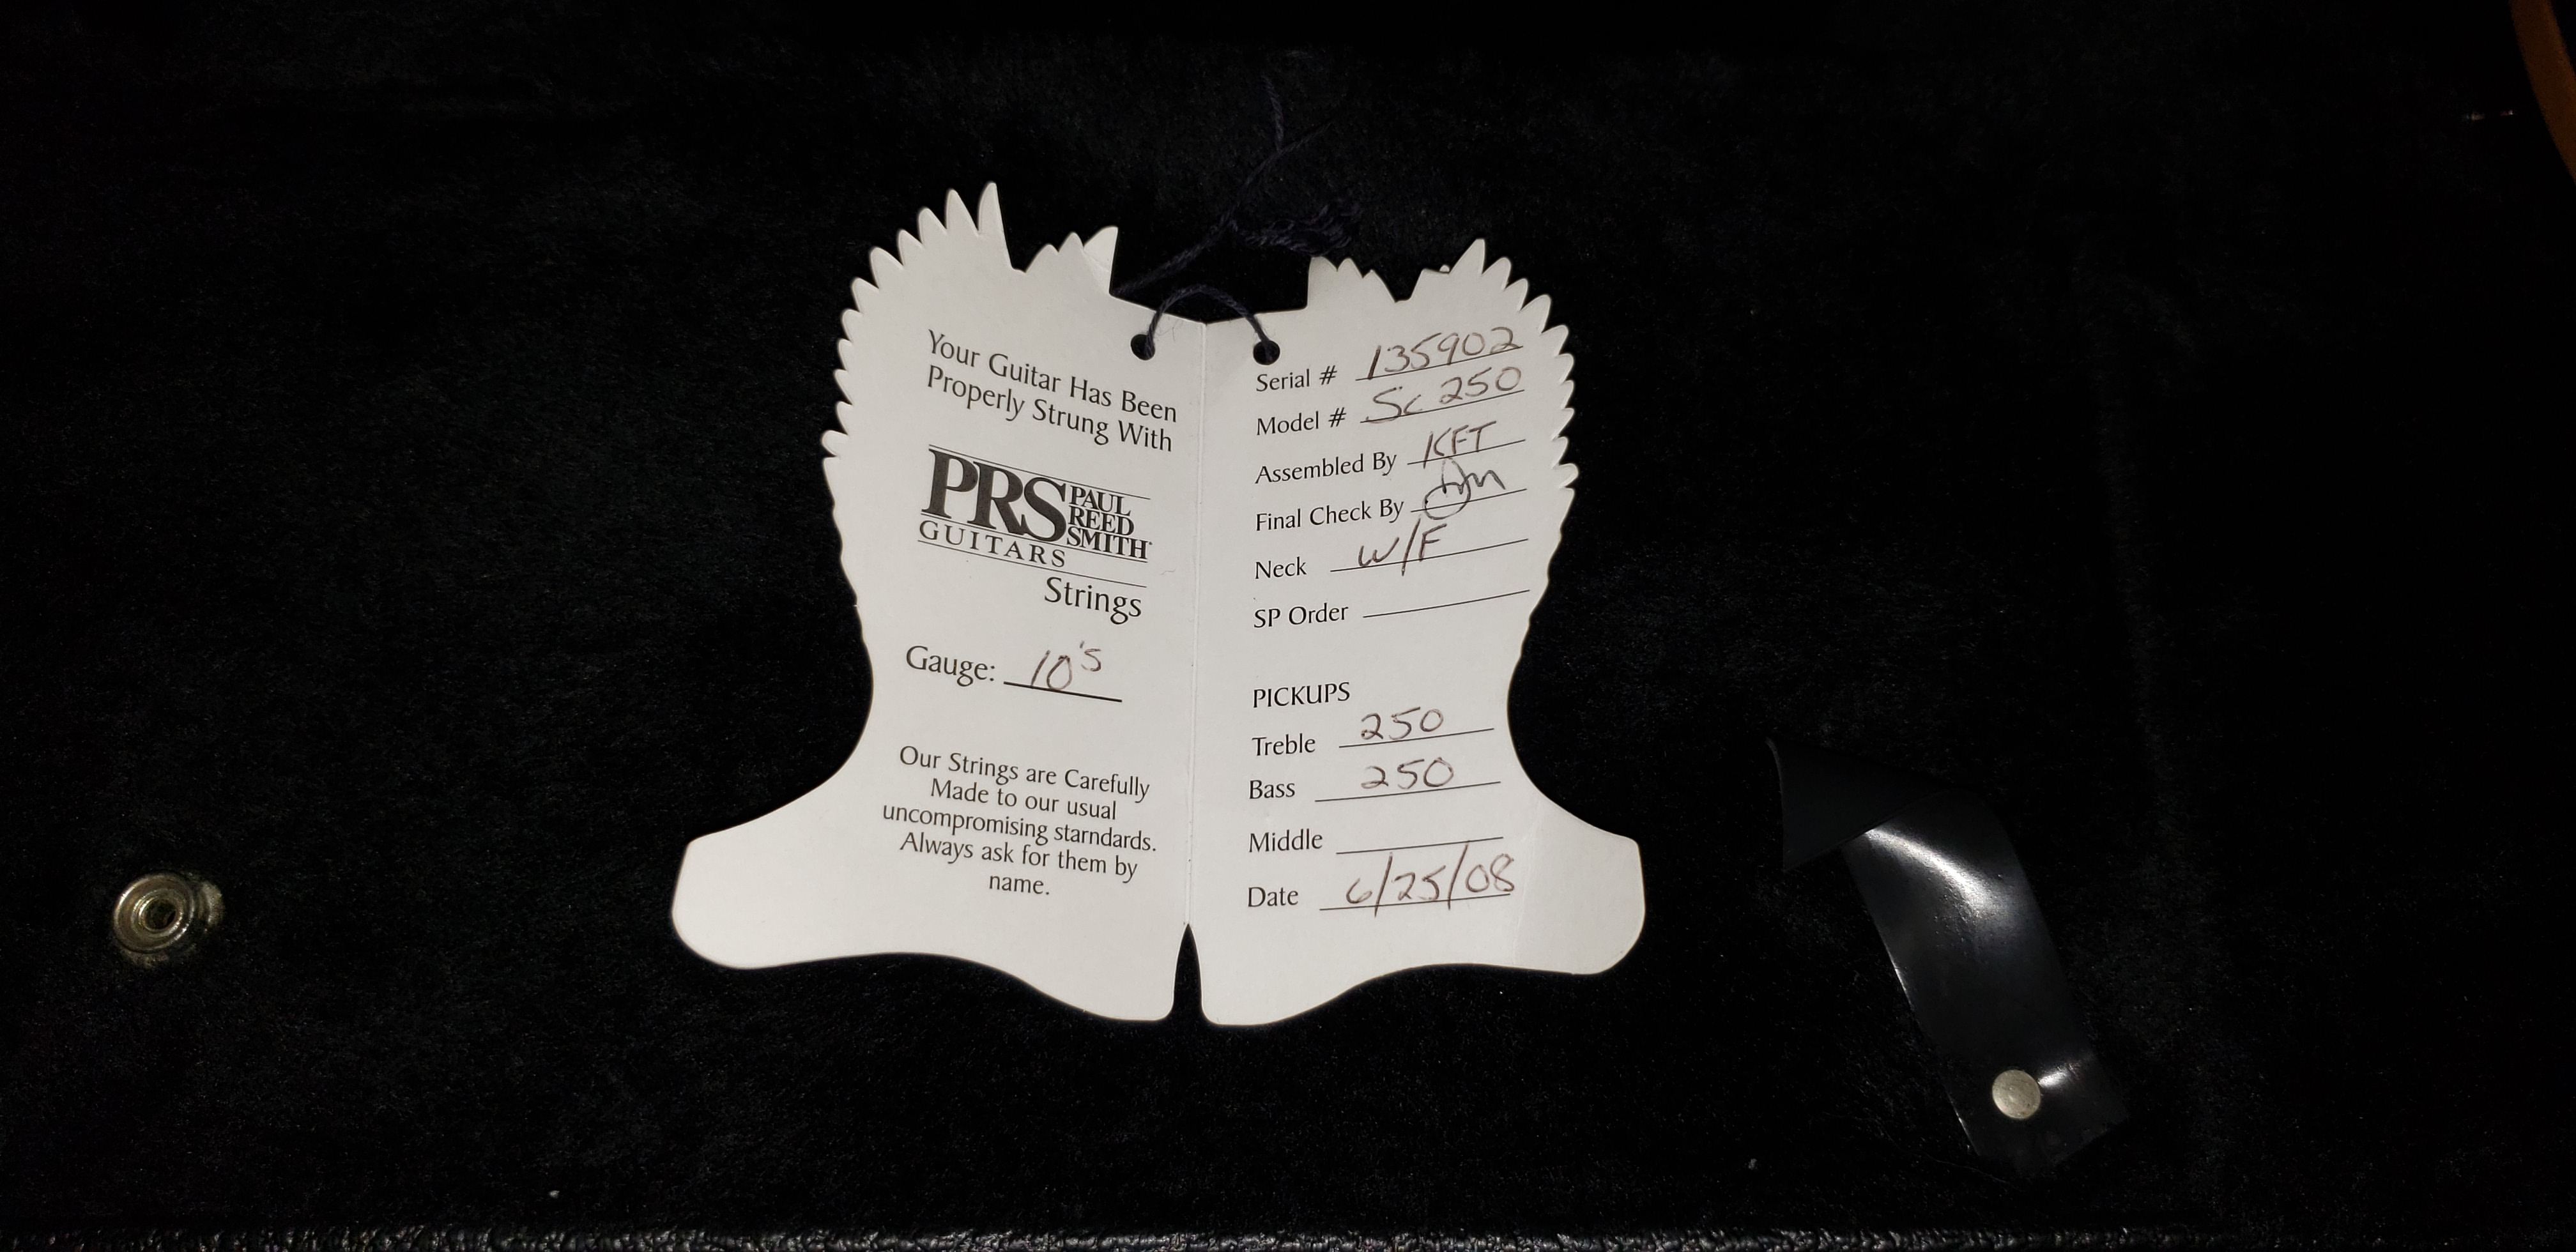 Your Guitar Has Been
Properly Strung With
PRS PAUL
REED
SMITH
GUITARS
Strings
Gauge: 10's
Our Strings are Carefully
Made to our usual
uncompromising starndards.
Always ask for them by
name.
Serial # 135902
Model # Sc 250
Assembled By KFT
Final Check By
Neck W/F
SP Order
PICKUPS
Treble 250
Bass 250
Middle
Date 6/25/08